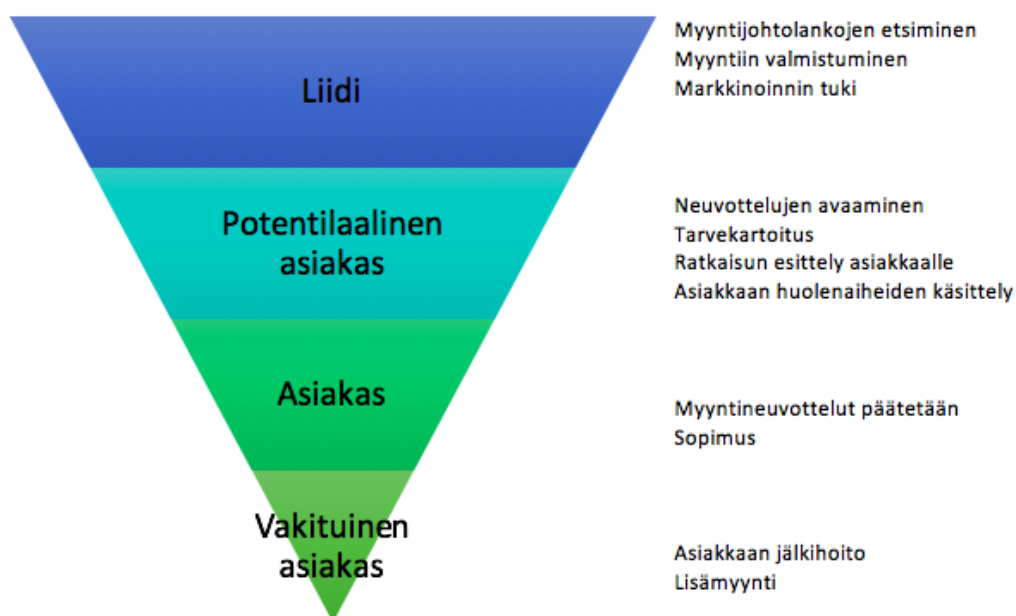 Liidi
Myyntijohtolankojen etsiminen
Myyntiin valmistuminen
Markkinoinnin tuki
Potentilaalinen
asiakas
Neuvottelujen avaaminen
Tarvekartoitus
Ratkaisun esittely asiakkaalle
Asiakkaan huolenaiheiden käsittely
Asiakas
Myyntineuvottelut päätetään
Sopimus
Vakituinen
asiakas
Asiakkaan jälkihoito
Lisämyynti